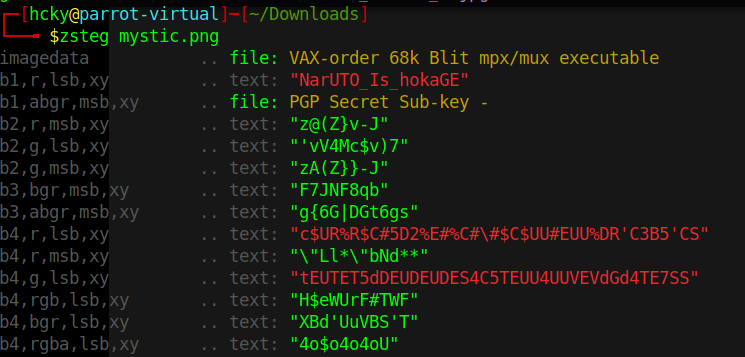 ┌─[hcky@parrot-virtual]─[~/Downloads]
└──╼ $zsteg mystic.png
imagedata           .. file: VAX-order 68k Blit mpx/mux executable
b1,r,lsb,xy         .. text: "NarUTO_Is_hokaGE"
b1,abgr,msb,xy      .. file: PGP Secret Sub-key -
b2,r,msb,xy         .. text: "z@(Z}v-J"
b2,g,lsb,xy         .. text: "'vV4Mc$v)7"
b2,g,msb,xy         .. text: "zA(Z}}-J"
b3,bgr,msb,xy       .. text: "F7JNF8qb"
b3,abgr,msb,xy      .. text: "g{6G|DGt6gs"
b4,r,lsb,xy         .. text: "c$UR%R$C#5D2%E#%C#\#$C$UU#EUU%DR'C3B5'CS"
b4,r,msb,xy         .. text: "\"Ll*\"bNd**"
b4,g,lsb,xy         .. text: "tEUTET5dDEUDEUDES4C5TEUU4UUVEVdGd4TE7SS"
b4,rgb,lsb,xy       .. text: "H$eWUrF#TWF"
b4,bgr,lsb,xy       .. text: "XBd'UuVBS'T"
b4,rgba,lsb,xy      .. text: "4o$o4o4oU"